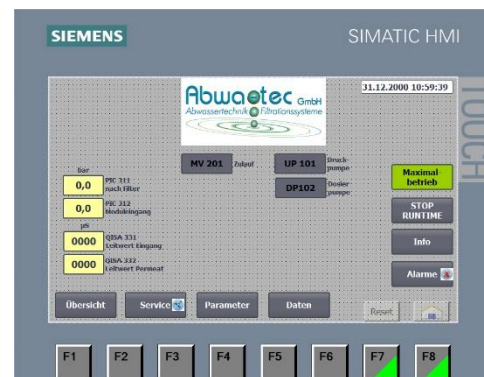 SIEMENS
SIMATIC HMI
TOUCH
Abwaotec GmbH
Abwassertechnik Filtrationssysteme
31.12.2000 10:59:39
MV 201 Zulauf
UP 101 Druck-
pumpe
DP102 Dosier
pumpe
bar
0,0 PIC 311
nach Filter
0,0 PIC 312
Moduleingang
µS
0000 QISA 331
Leitwert Eingang
0000 QISA 332
Leitwert Permeat
Maximal-
betrieb
STOP
RUNTIME
Info
Alarme
Übersicht
Service
Parameter
Daten
Reset
F1
F2
F3
F4
F5
F6
F7
F8